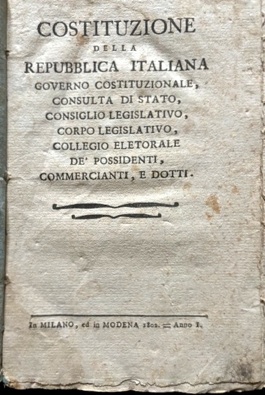 COSTITUZIONE
DELLA
REPUBBLICA ITALIANA
GOVERNO COSTITUZIONALE,
CONSULTA DI STATO,
CONSIGLIO LEGISLATIVO,
CORPO LEGISLATIVO,
COLLEGIO ELETORALE
DE' POSSIDENTI,
COMMERCIANTI, E DOTTI.
In MILANO, ed in MODENA 1802. = Anno I.